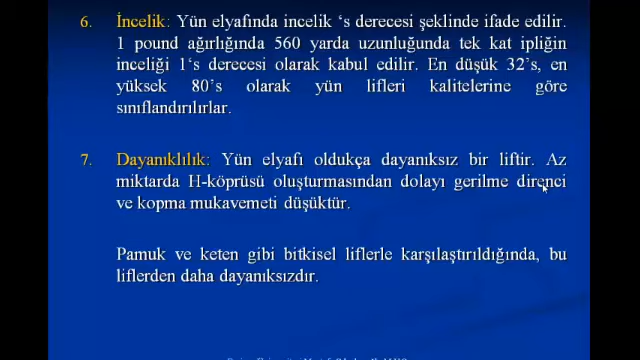 6. İncelik: Yün elyafında incelik ‘s derecesi şeklinde ifade edilir.
1 pound ağırlığında 560 yarda uzunluğunda tek kat ipliğin
inceliği 1‘s derecesi olarak kabul edilir. En düşük 32’s, en
yüksek 80’s olarak yün lifleri kalitelerine göre
sınıflandırılırlar.
7. Dayanıklılık: Yün elyafı oldukça dayanıksız bir liftir. Az
miktarda H-köprüsü oluşturmasından dolayı gerilme direnci
ve kopma mukavemeti düşüktür.
Pamuk ve keten gibi bitkisel liflerle karşılaştırıldığında, bu
liflerden daha dayanıksızdır.